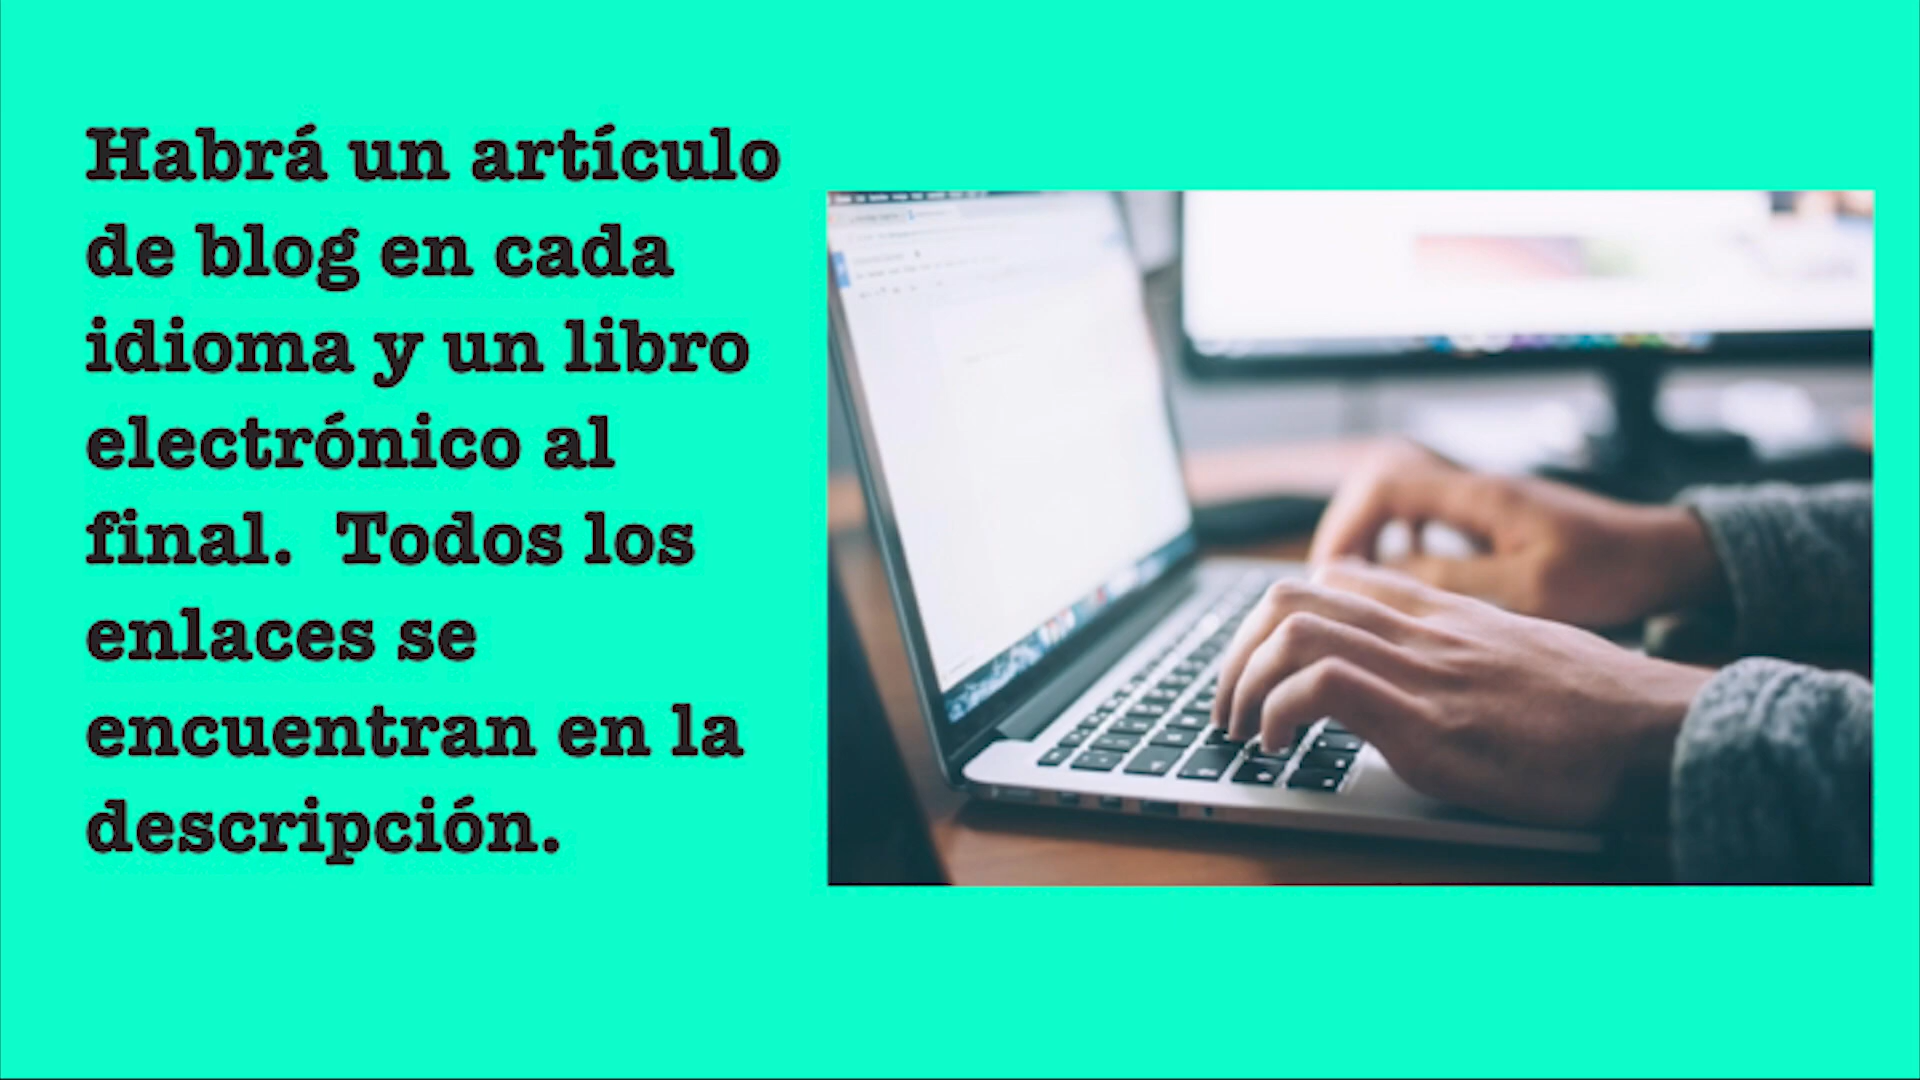 Habrá un artículo
de blog en cada
idioma y un libro
electrónico al
final.  Todos los
enlaces se
encuentran en la
descripción.